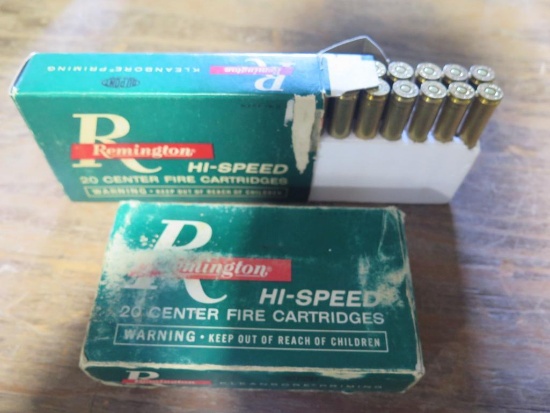 KLEANBORE PRIMING
Remington
R
Remington
HI-SPEED
20 CENTER FIRE CARTRIDGES
WARNING • KEEP OUT OF REACH OF CHILDREN
R
Remington
HI-SPEED
20 CENTER FIRE CARTRIDGES
WARNING • KEEP OUT OF REACH OF CHILDREN
Remington KLEANBORE PRIMING